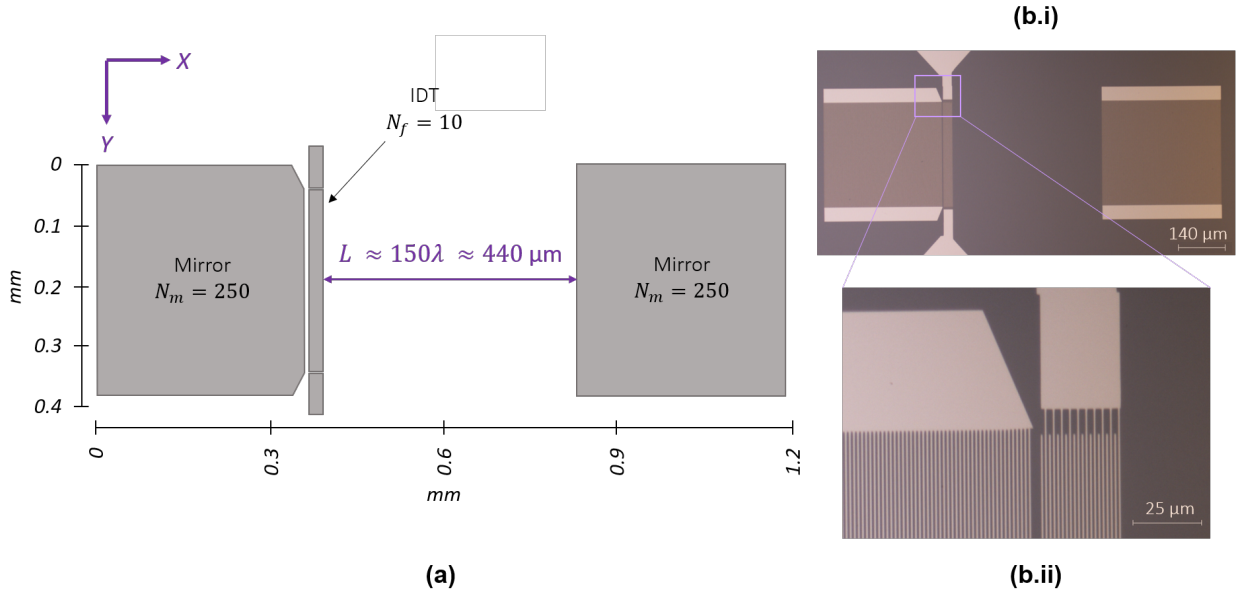 (b.i)
X
Y
IDT
N_f = 10
0
0.1
0.2
0.3
0.4
mm
Mirror
N_m = 250
L ≈ 150λ ≈ 440 μm
Mirror
N_m = 250
0
0.3
0.6
0.9
1.2
mm
140 μm
25 μm
(a)
(b.ii)